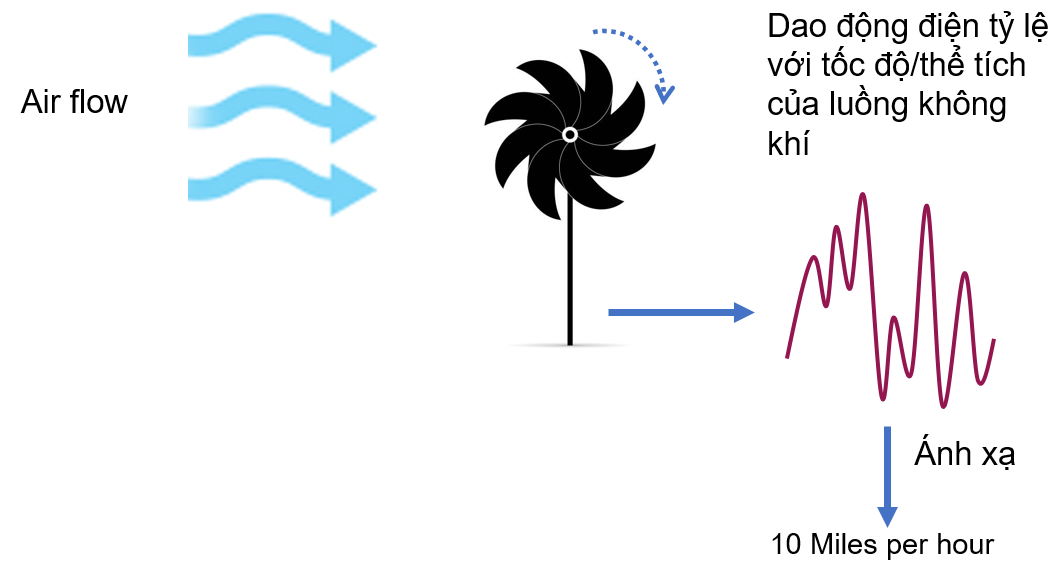 Air flow
Dao động điện tỷ lệ
với tốc độ/thể tích
của luồng không
khí
Ánh xạ
10 Miles per hour